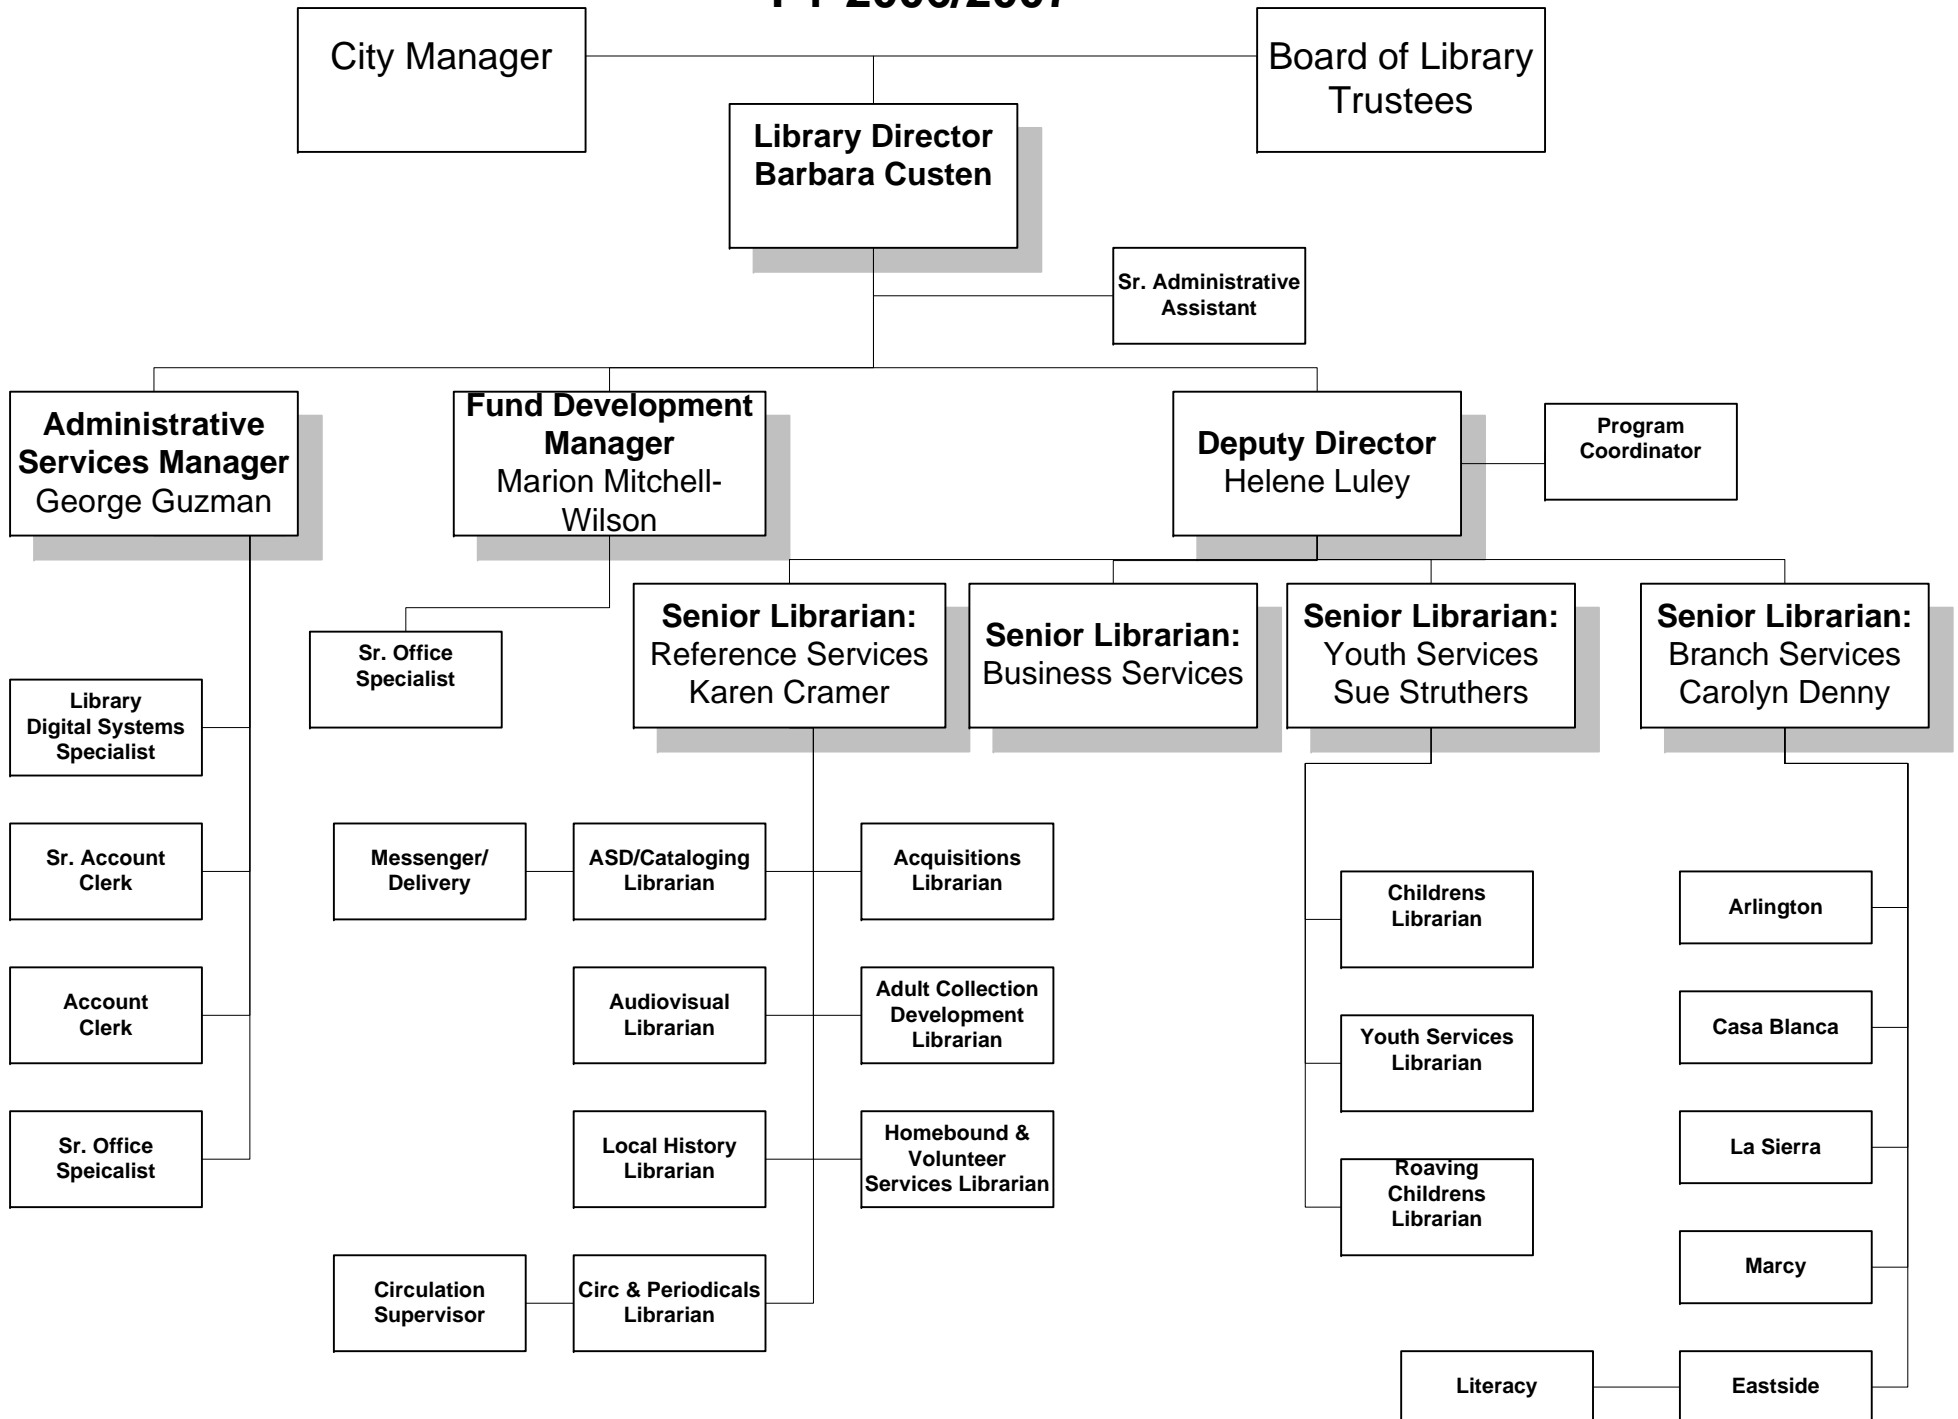 City Manager
Board of Library
Trustees
Library Director
Barbara Custen
Sr. Administrative
Assistant
Administrative
Services Manager
George Guzman
Fund Development
Manager
Marion Mitchell-
Wilson
Deputy Director
Helene Luley
Program
Coordinator
Sr. Office
Specialist
Senior Librarian:
Reference Services
Karen Cramer
Senior Librarian:
Business Services
Senior Librarian:
Youth Services
Sue Struthers
Senior Librarian:
Branch Services
Carolyn Denny
Library
Digital Systems
Specialist
Sr. Account
Clerk
Account
Clerk
Sr. Office
Speicalist
Messenger/
Delivery
ASD/Cataloging
Librarian
Acquisitions
Librarian
Audiovisual
Librarian
Adult Collection
Development
Librarian
Local History
Librarian
Homebound &
Volunteer
Services Librarian
Circulation
Supervisor
Circ & Periodicals
Librarian
Childrens
Librarian
Youth Services
Librarian
Roaving
Childrens
Librarian
Arlington
Casa Blanca
La Sierra
Marcy
Literacy
Eastside